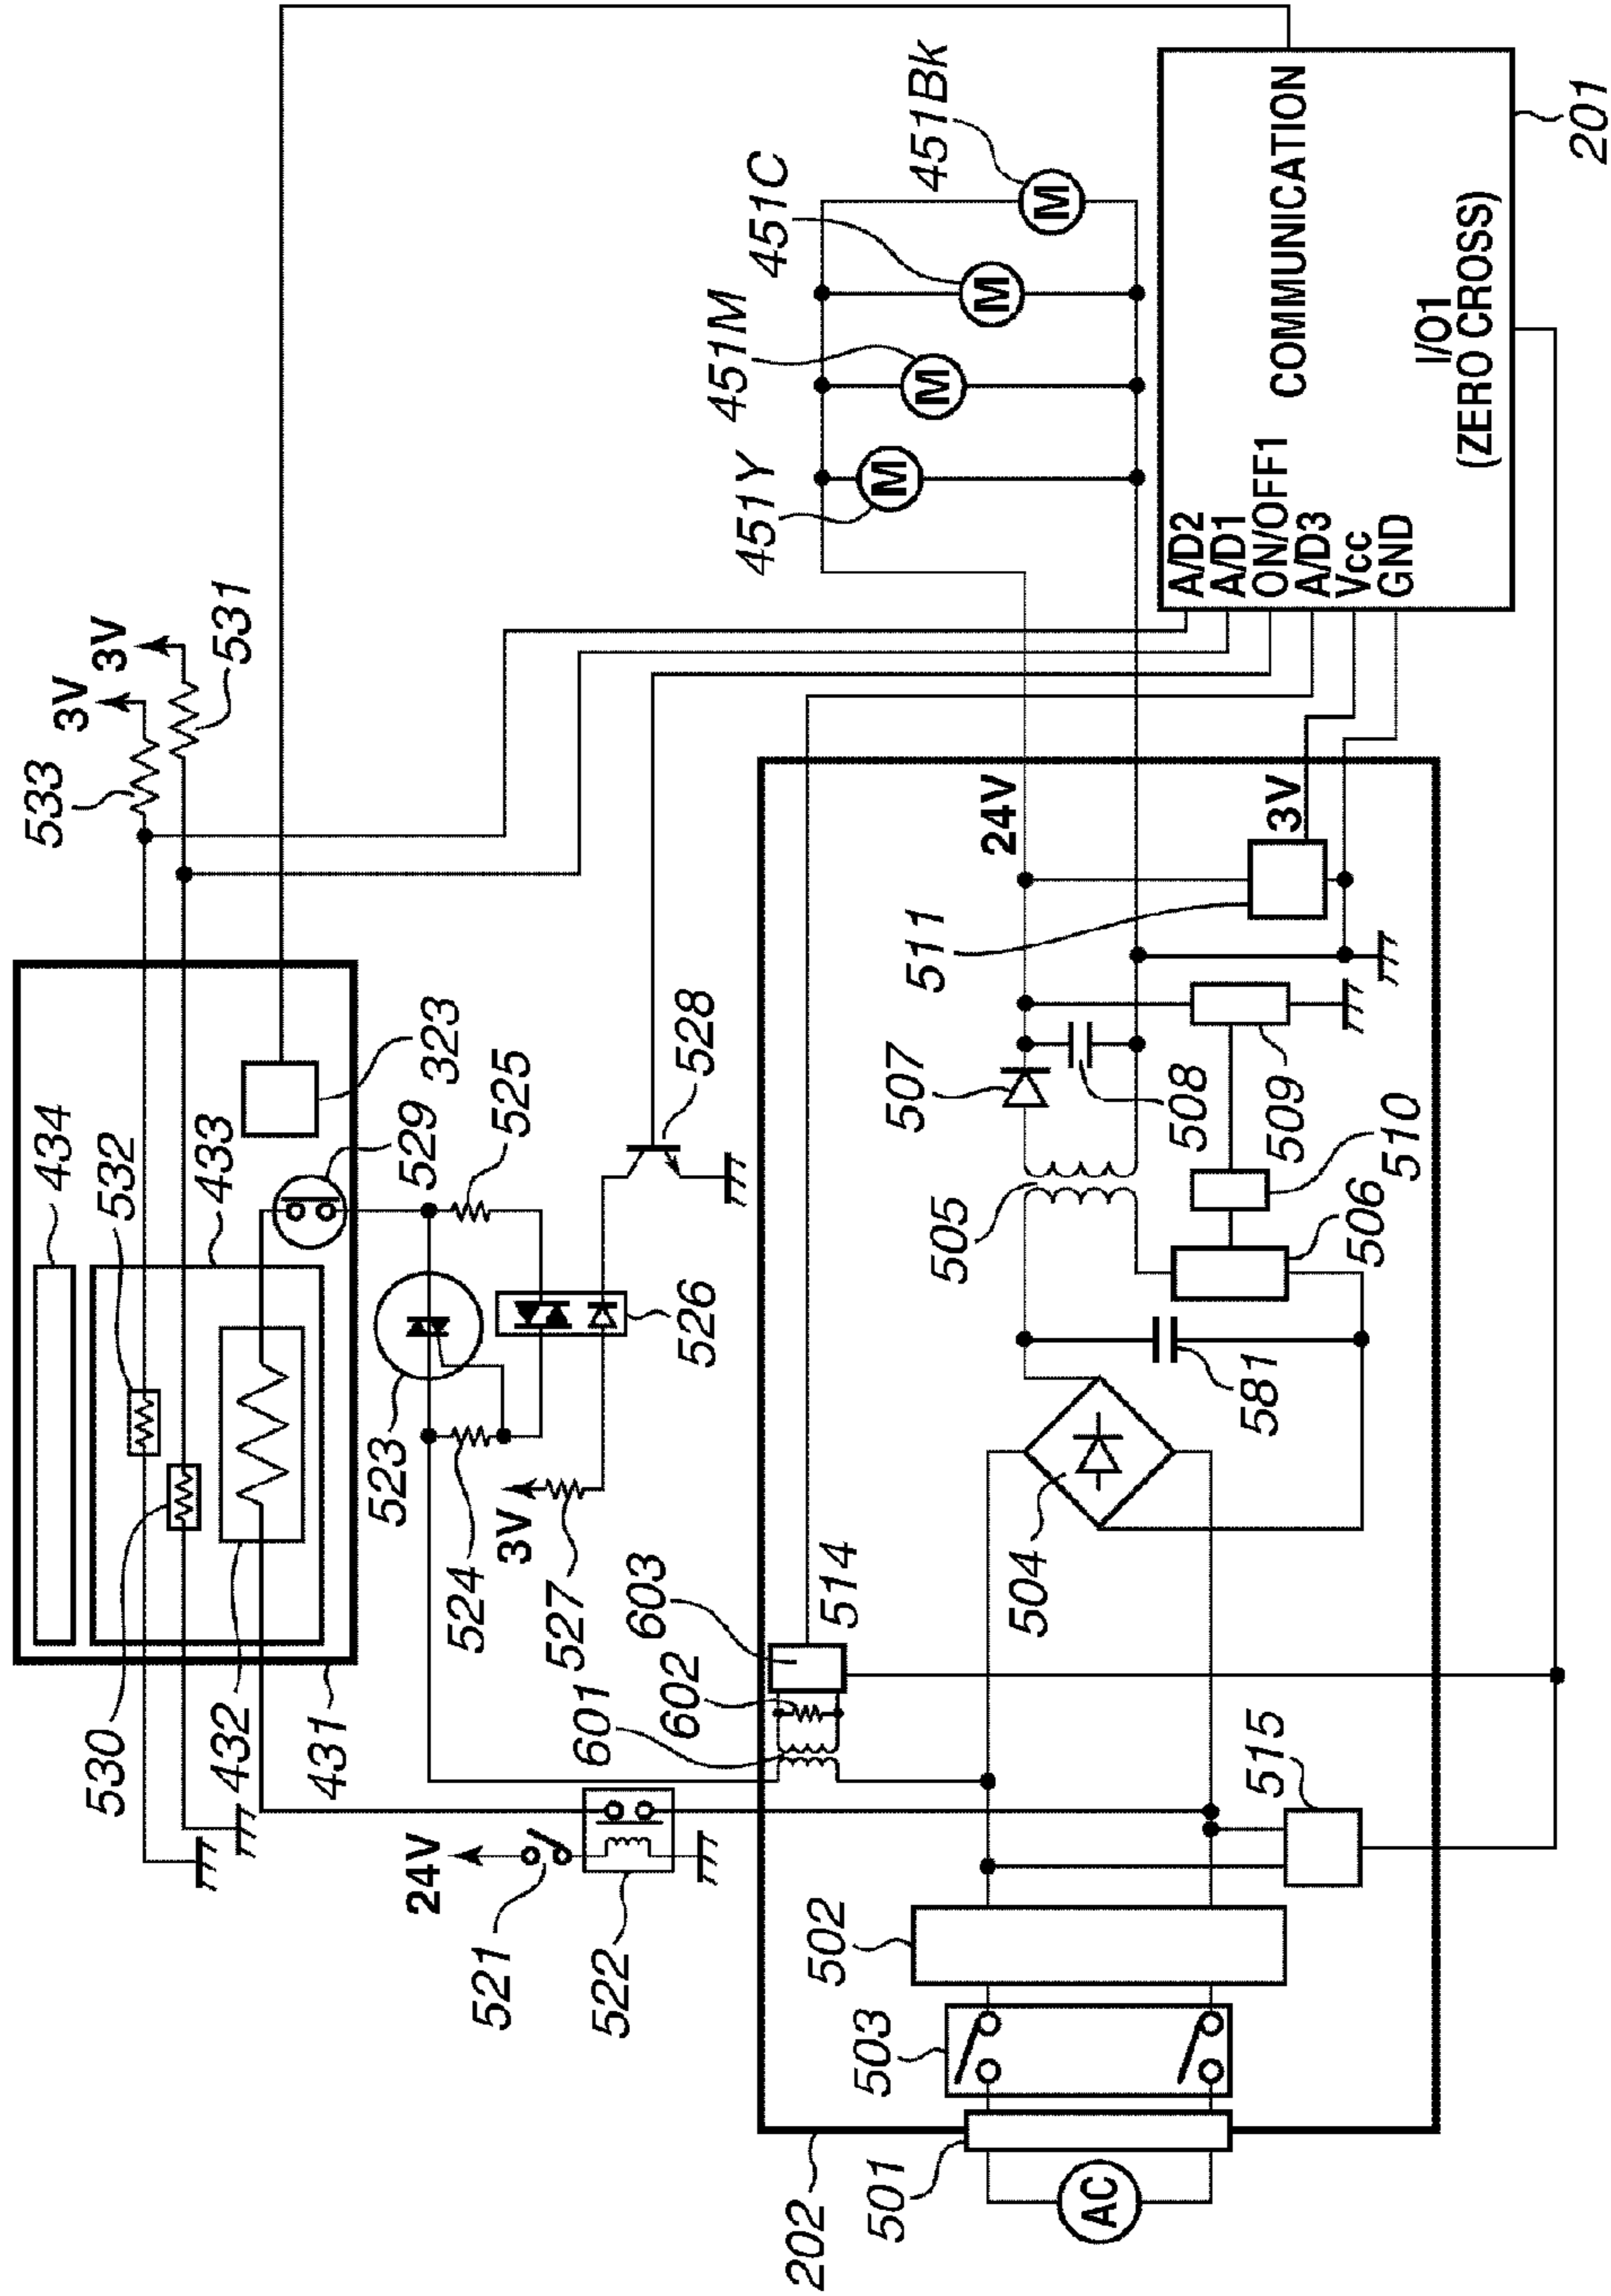 434
532
433
323
529
525
528
526
523
524
527
3V
530
432
431
533
3V
3V
531
24V
521
522
601
602
603
514
202
501
AC
503
502
515
504
581
505
506
507
508
509
510
511
24V
3V
451Y
451M
451C
451Bk
M
M
M
M
A/D2
A/D1
ON/OFF1
A/D3
Vcc
GND
COMMUNICATION
I/O1
(ZERO CROSS)
201